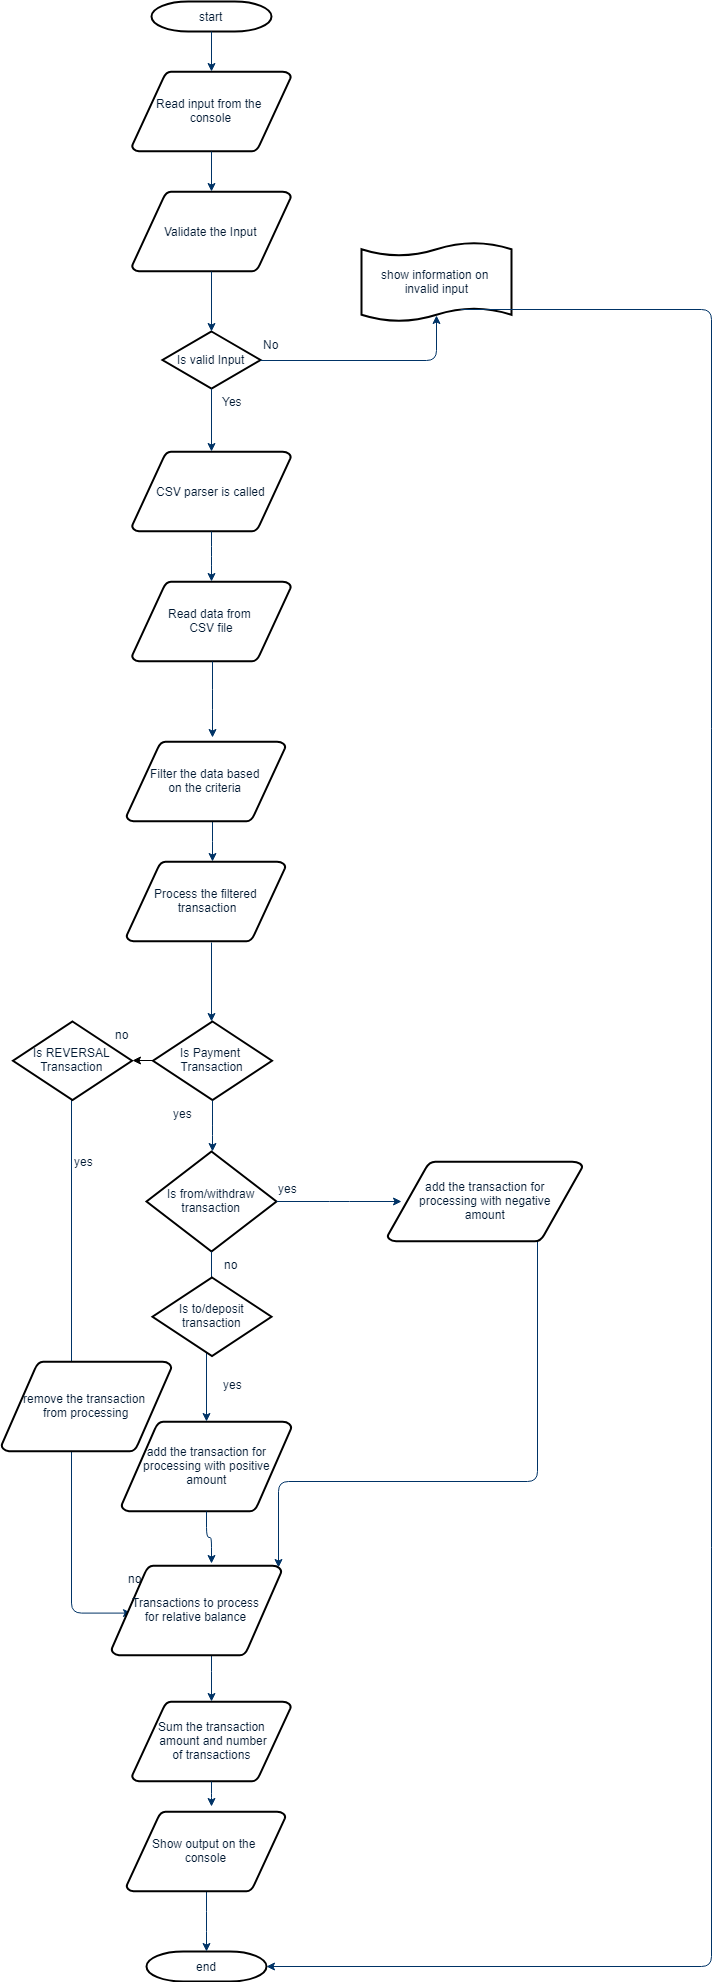 start
Read input from the
console
Validate the Input
show information on
invalid input
Is valid Input
No
Yes
CSV parser is called
Read data from
CSV file
Filter the data based
on the criteria
Process the filtered
transaction
no
Is REVERSAL
Transaction
Is Payment
Transaction
yes
yes
Is from/withdraw
transaction
yes
add the transaction for
processing with negative
amount
no
Is to/deposit
transaction
yes
remove the transaction
from processing
add the transaction for
processing with positive
amount
no
Transactions to process
for relative balance
Sum the transaction
amount and number
of transactions
Show output on the
console
end